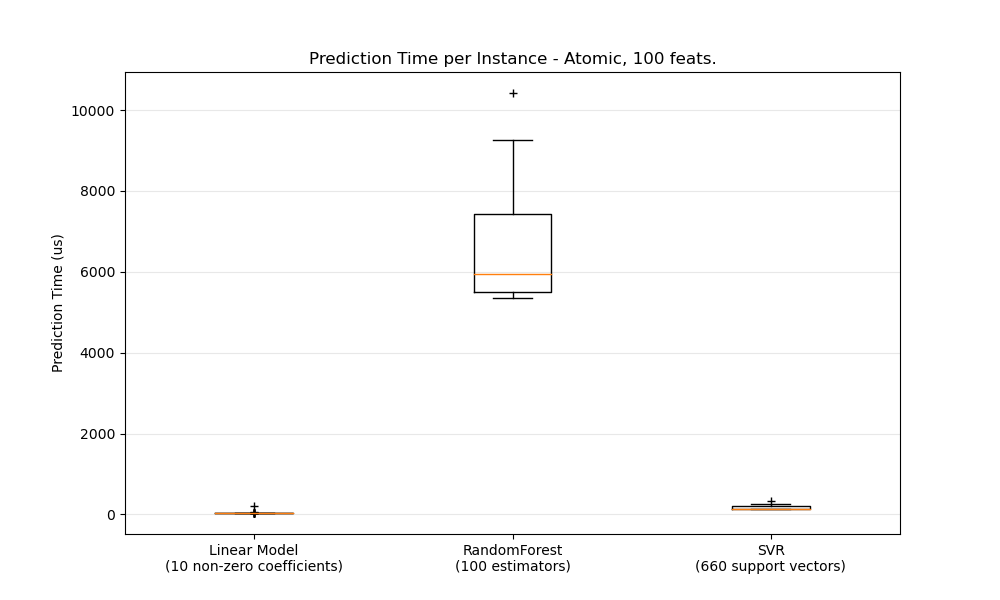 Prediction Time per Instance - Atomic, 100 feats.
Prediction Time (us)
10000
8000
6000
4000
2000
0
Linear Model
(10 non-zero coefficients)
RandomForest
(100 estimators)
SVR
(660 support vectors)